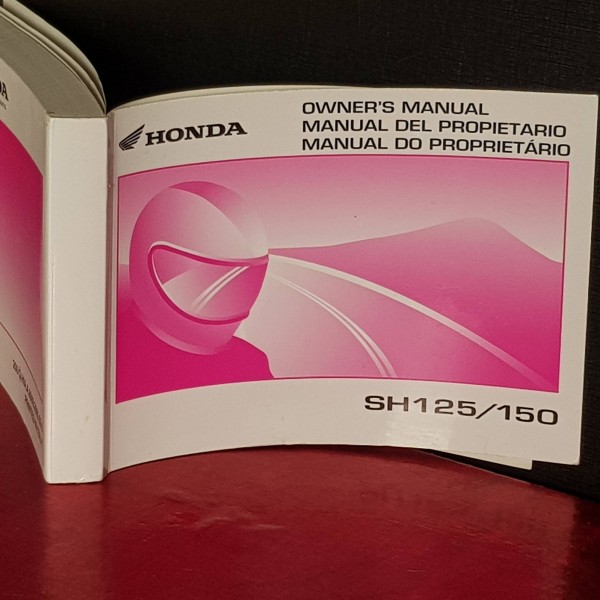 HONDA
OWNER'S MANUAL
MANUAL DEL PROPIETARIO
MANUAL DO PROPRIETÁRIO
SH125/150